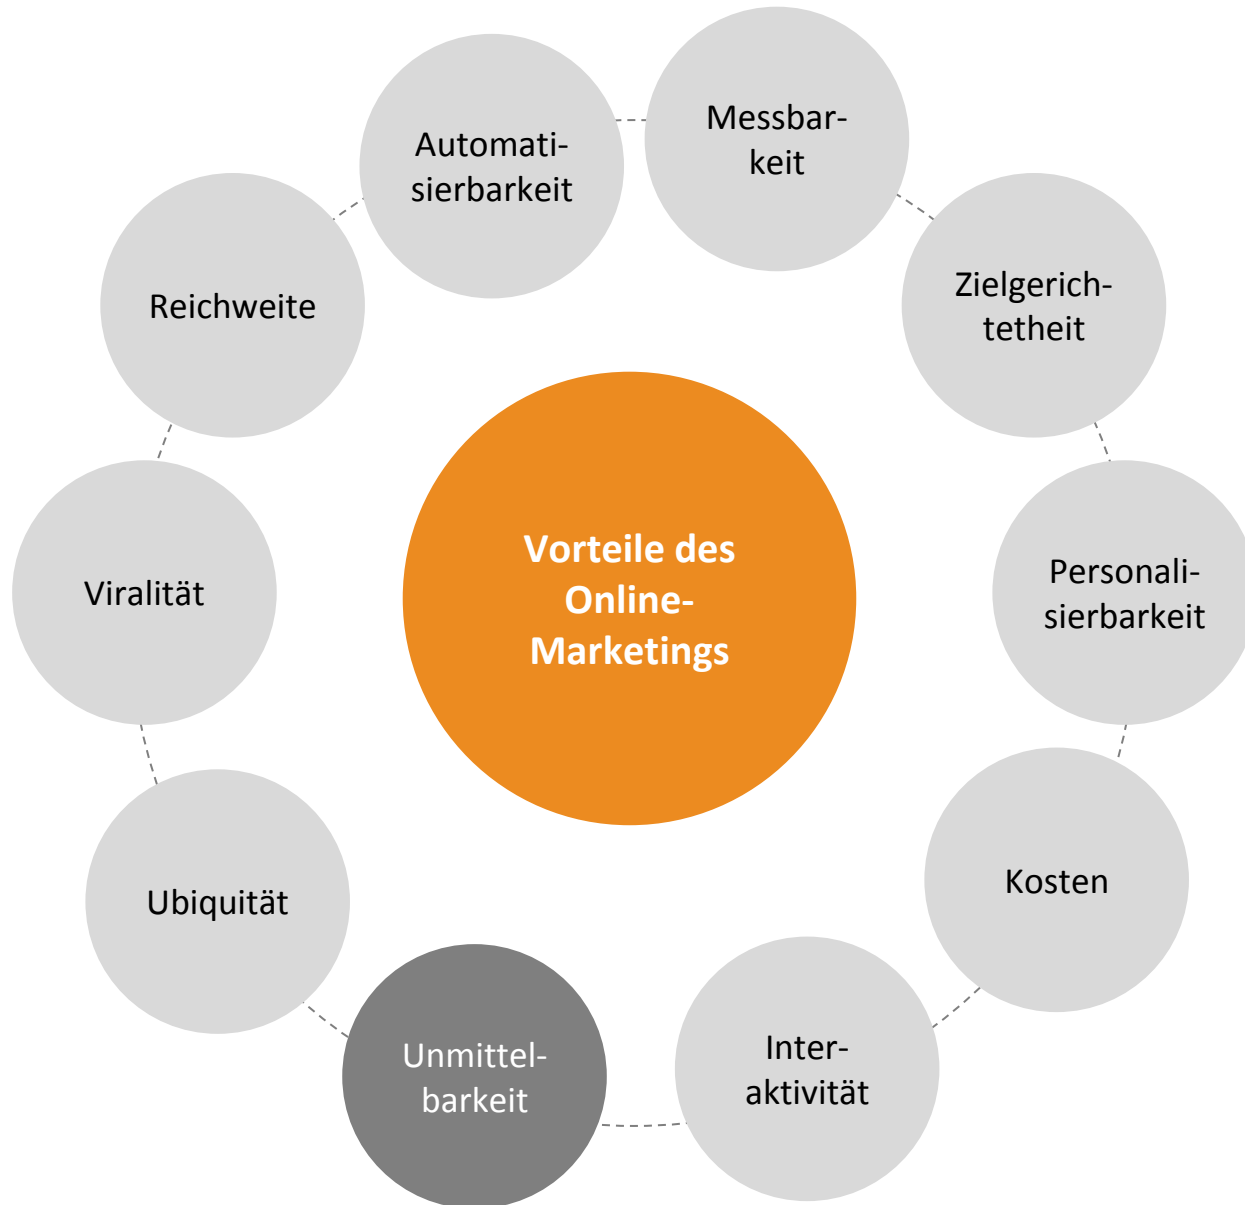 Messbar-
keit
Automati-
sierbarkeit
Zielgerich-
tetheit
Reichweite
Vorteile des
Online-
Marketings
Personali-
sierbarkeit
Viralität
Kosten
Ubiquität
Inter-
aktivität
Unmittel-
barkeit